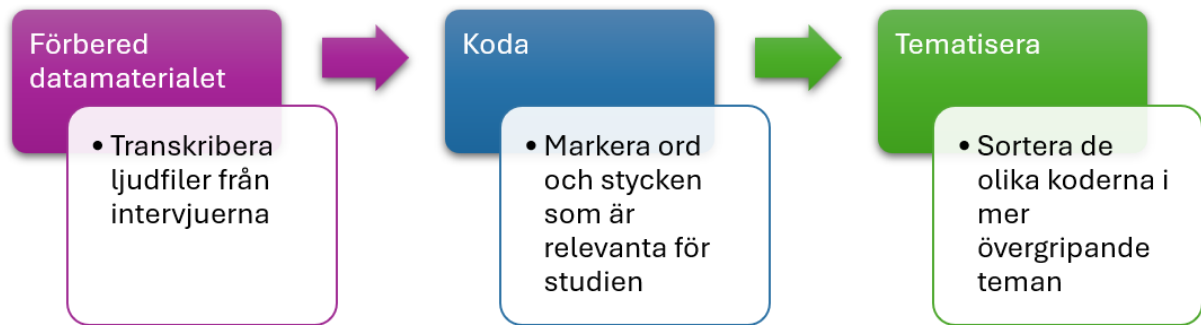 Förbered
datamaterialet
• Transkribera
ljudfiler från
intervjuerna
Koda
• Markera ord
och stycken
som är
relevanta för
studien
Tematisera
• Sortera de
olika koderna i
mer
övergripande
teman